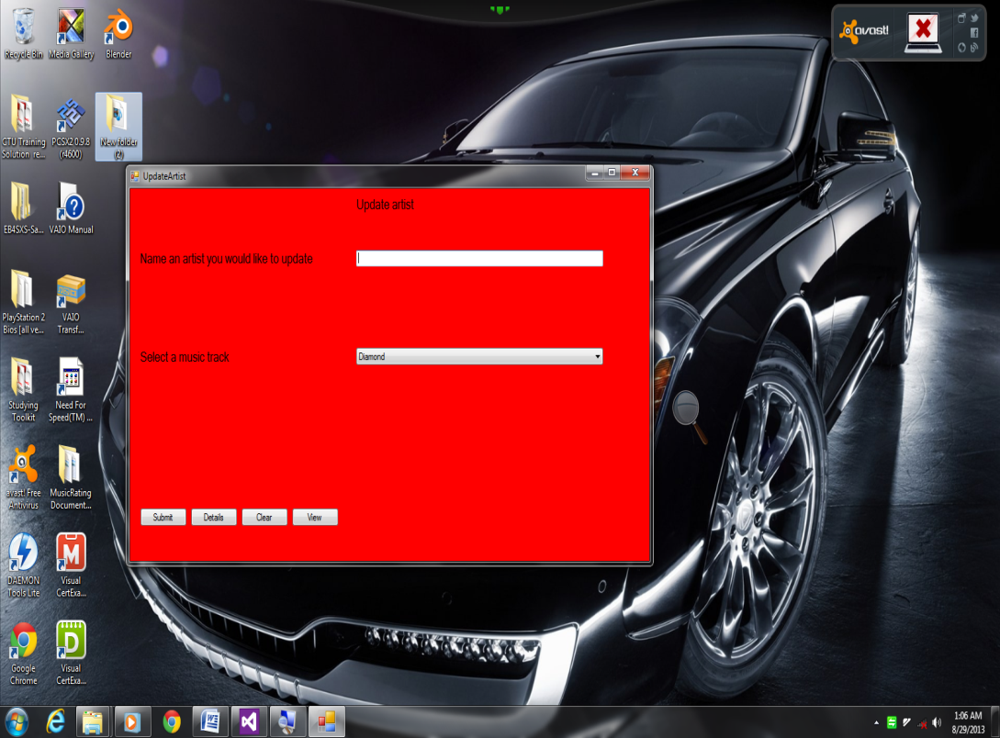 Recycle Bin
Media Gallery
Blender
avast!
GTU Training
Solution_re...
PCSX2 0.9.8
(r4600)
New folder
(2)
EB4SXS-Sa...
VAIO Manual
PlayStation 2
Bios [all ve...
VAIO
Transf...
Studying
Toolkit
Need For
Speed(TM) ...
avast! Free
Antivirus
MusicRating
Document...
DAEMON
Tools Lite
Visual
CertExa...
Google
Chrome
Visual
CertExa...
UpdateArtist
Update artist
Name an artist you would like to update
Select a music track
Diamond
Submit
Details
Clear
View
1:06 AM
8/29/2013